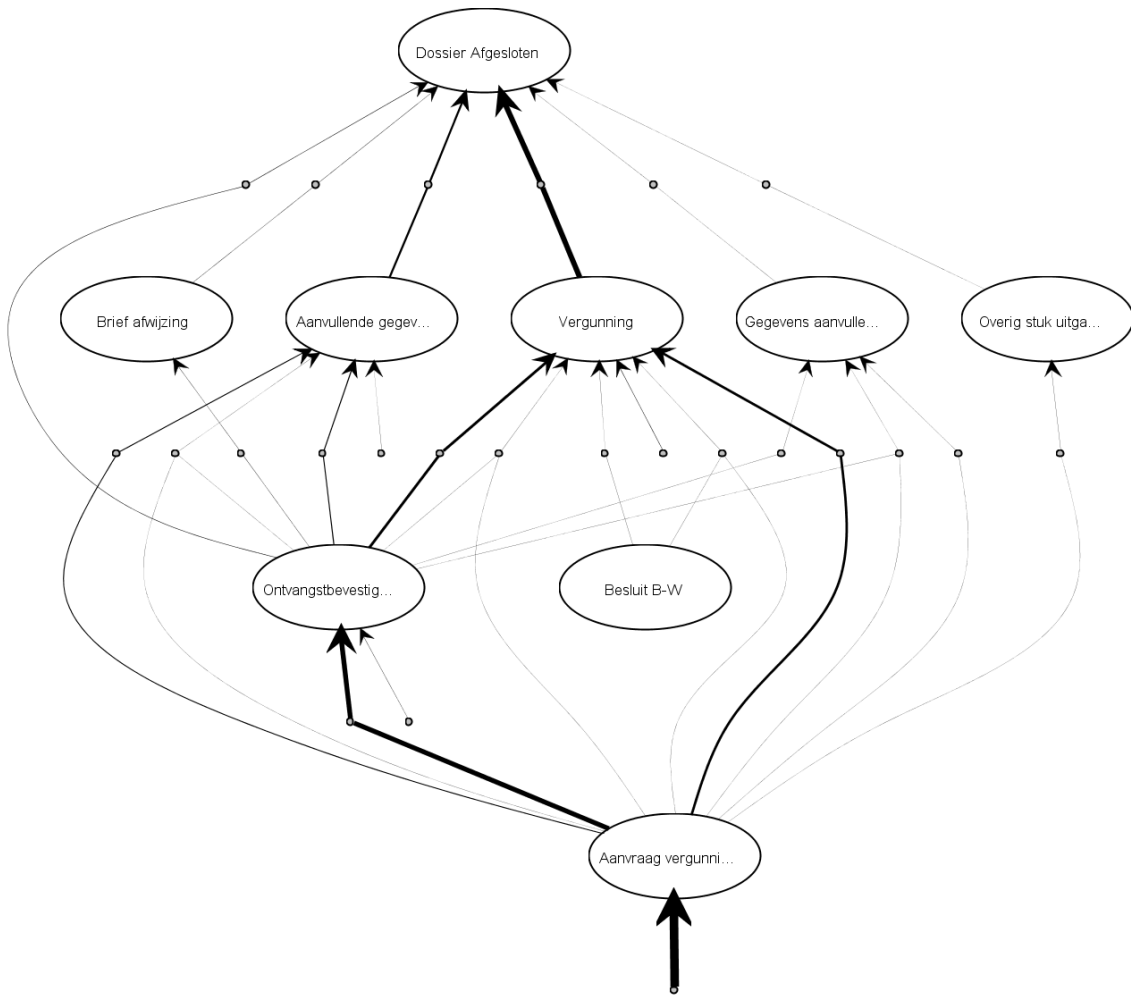 Dossier Afgesloten
Brief afwijzing
Aanvullende gegev...
Vergunning
Gegevens aanvulle...
Overig stuk uitga...
Ontvangstbevestig...
Besluit B-W
Aanvraag vergunni...